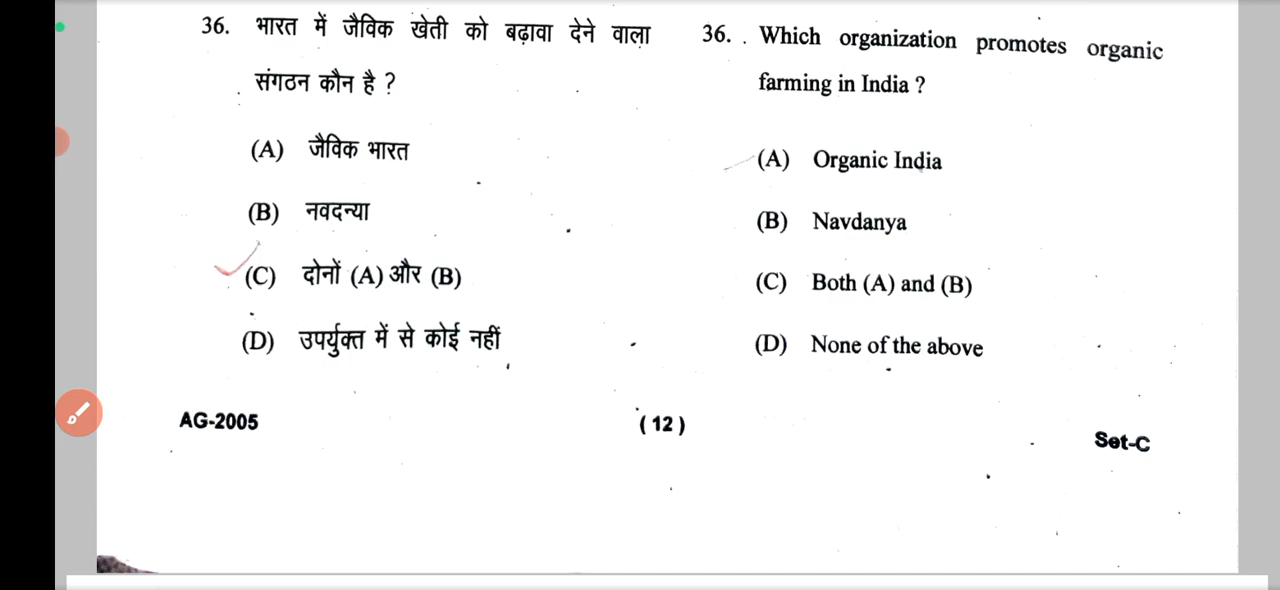 36. भारत में जैविक खेती को बढ़ावा देने वाला
संगठन कौन है ?
(A) जैविक भारत
(B) नवदन्या
(C) दोनों (A) और (B)
(D) उपर्युक्त में से कोई नहीं
36. . Which organization promotes organic
farming in India ?
(A) Organic India
(B) Navdanya
(C) Both (A) and (B)
(D) None of the above
AG-2005
( 12 )
Set-C